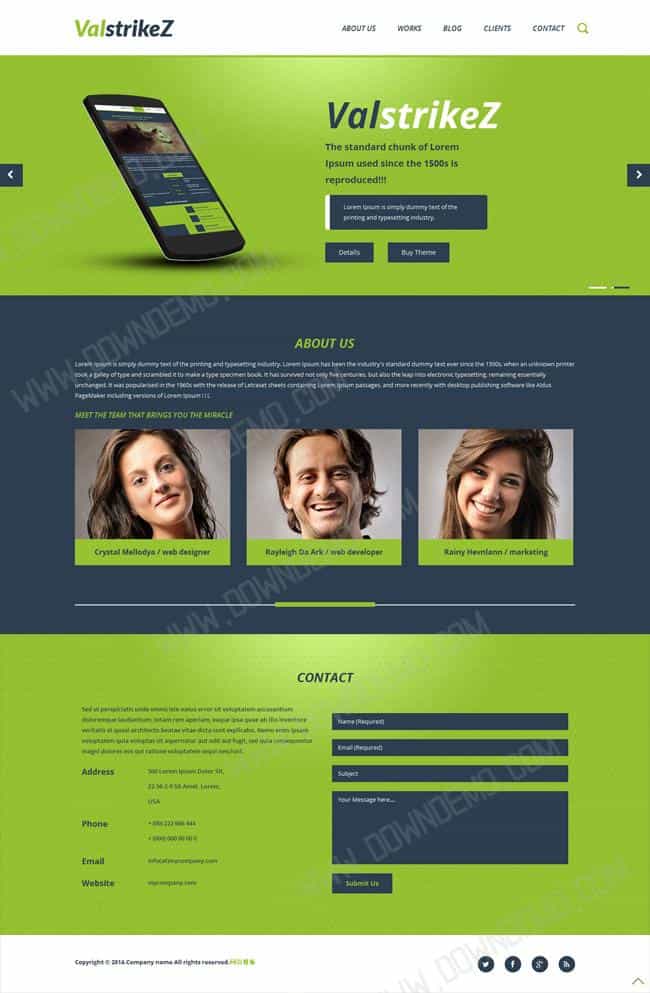 ValstrikeZ
ABOUT US WORKS BLOG CLIENTS CONTACT
ValstrikeZ
The standard chunk of Lorem
Ipsum used since the 1500s is
reproduced!!!
Lorem Ipsum is simply dummy text of the
printing and typesetting industry.
Details Buy Theme
ABOUT US
Lorem Ipsum is simply dummy text of the printing and typesetting industry. Lorem Ipsum has been the industry's standard dummy text ever since the 1500s, when an unknown printer
took a galley of type and scrambled it to make a type specimen book. It has survived not only five centuries, but also the leap into electronic typesetting, remaining essentially
unchanged. It was popularised in the 1960s with the release of Letraset sheets containing Lorem Ipsum passages, and more recently with desktop publishing software like Aldus
PageMaker including versions of Lorem Ipsum
MEET THE TEAM THAT BRINGS YOU THE MIRACLE
Crystal Mellodya / web designer
Rayleigh Da Ark / web developer
Rainy Hevnlann / marketing
CONTACT
Sed ut perspiciatis unde omnis iste natus error sit voluptatem accusantium
doloremque laudantium, totam rem aperiam, eaque ipsa quae ab illo inventore
veritatis et quasi architecto beatae vitae dicta sunt explicabo. Nemo enim ipsam
voluptatem quia voluptas sit aspernatur aut odit aut fugit, sed quia consequuntur
magni dolores eos qui ratione voluptatem sequi nesciunt.
Address 500 Lorem Ipsum Dolor Sit,
22-56-2-9 Sit Amet, Lorem,
USA
Phone
+ (000) 000 00 00 0
Email
Website mycompany.com
Name (Required)
Email (Required)
Subject
Your Message here...
Submit Us
Copyright © 2014 Company name All rights reserved.
WWW.DOWNDEMO.COM